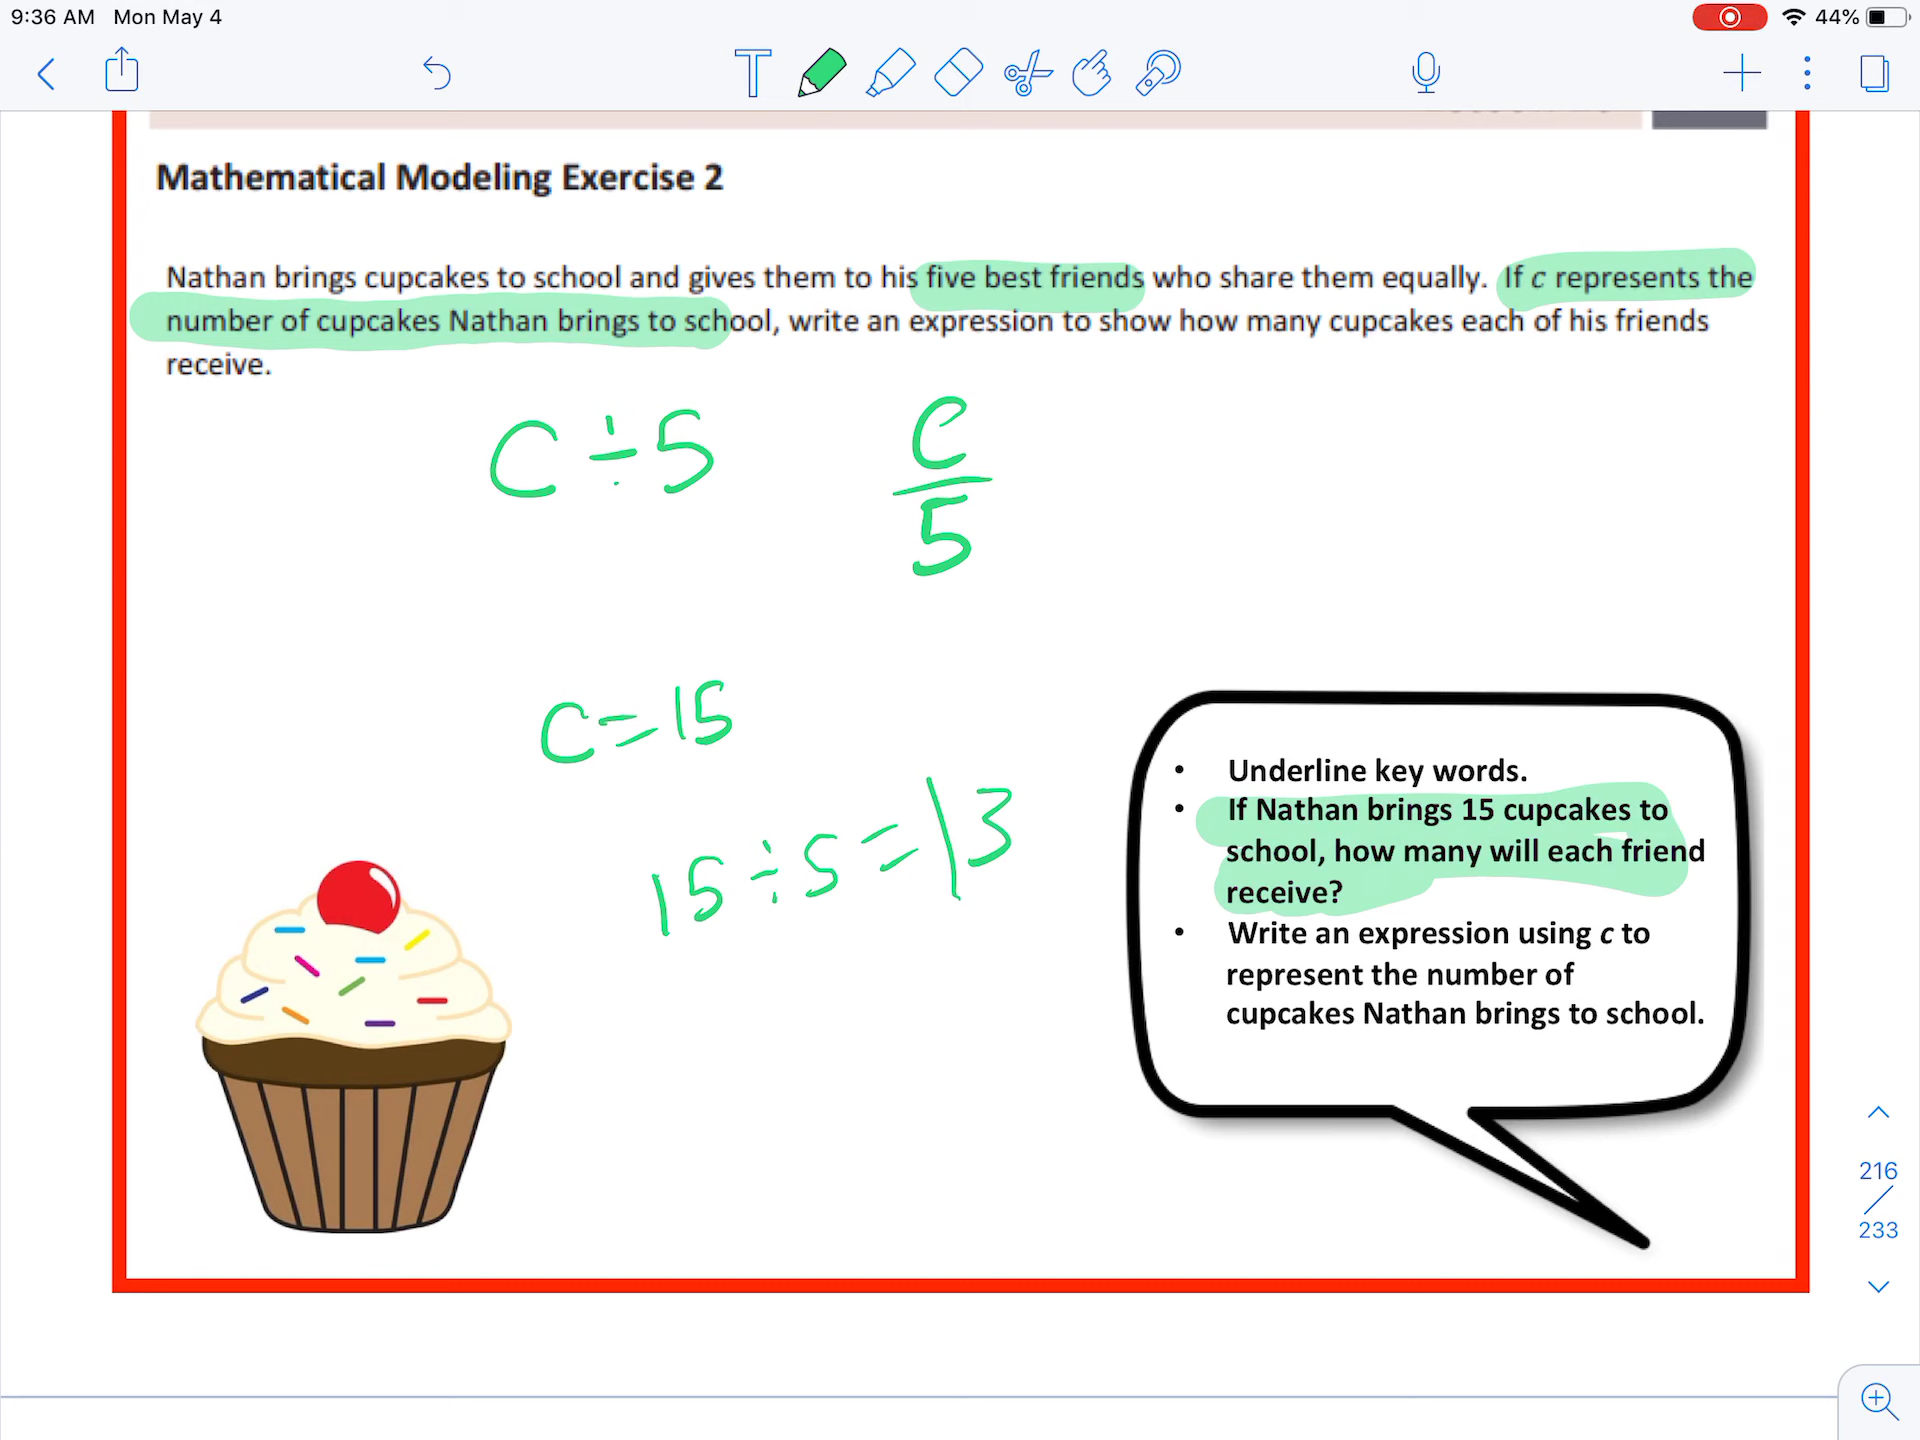 9:36 AM Mon May 4
44%
T
Mathematical Modeling Exercise 2
Nathan brings cupcakes to school and gives them to his five best friends who share them equally. If c represents the
number of cupcakes Nathan brings to school, write an expression to show how many cupcakes each of his friends
receive.
C ÷ 5
C/5
C = 15
15 ÷ 5 = | 3
• Underline key words.
• If Nathan brings 15 cupcakes to
school, how many will each friend
receive?
• Write an expression using c to
represent the number of
cupcakes Nathan brings to school.
216
/
233